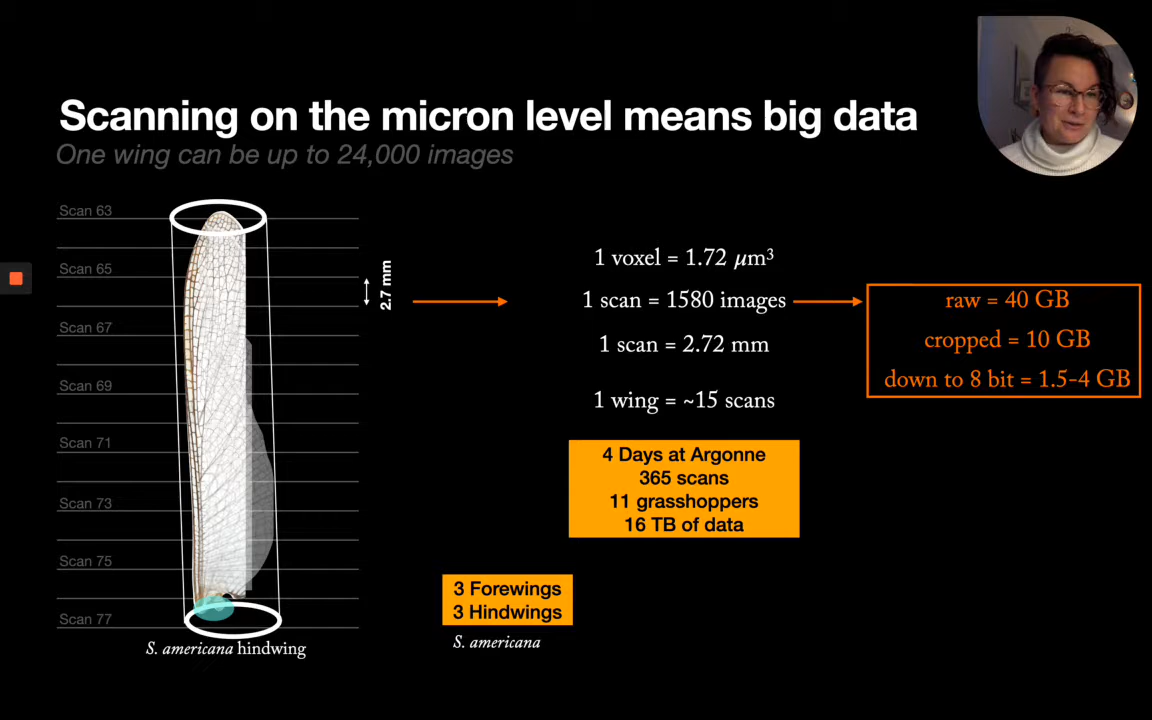 Scanning on the micron level means big data
One wing can be up to 24,000 images
Scan 63
Scan 65
Scan 67
Scan 69
Scan 71
Scan 73
Scan 75
Scan 77
2.7 mm
S. americana hindwing
1 voxel = 1.72 µm³
1 scan = 1580 images
1 scan = 2.72 mm
1 wing = ~15 scans
raw = 40 GB
cropped = 10 GB
down to 8 bit = 1.5-4 GB
4 Days at Argonne
365 scans
11 grasshoppers
16 TB of data
3 Forewings
3 Hindwings
S. americana